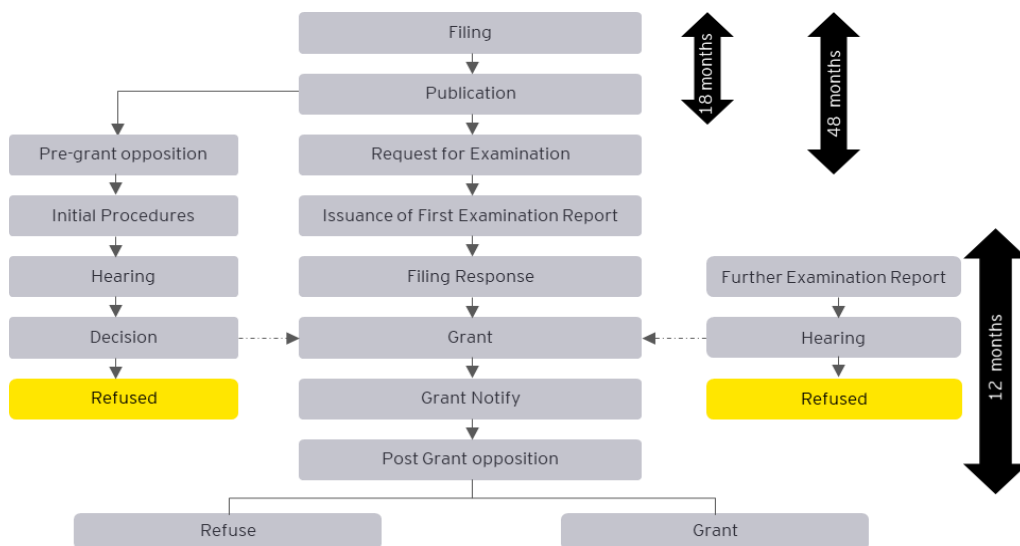 Filing
18 months
48 months
Publication
Pre-grant opposition
Request for Examination
Initial Procedures
Issuance of First Examination Report
Hearing
Filing Response
Further Examination Report
Decision
Grant
Hearing
12 months
Refused
Grant Notify
Refused
Post Grant opposition
Refuse
Grant